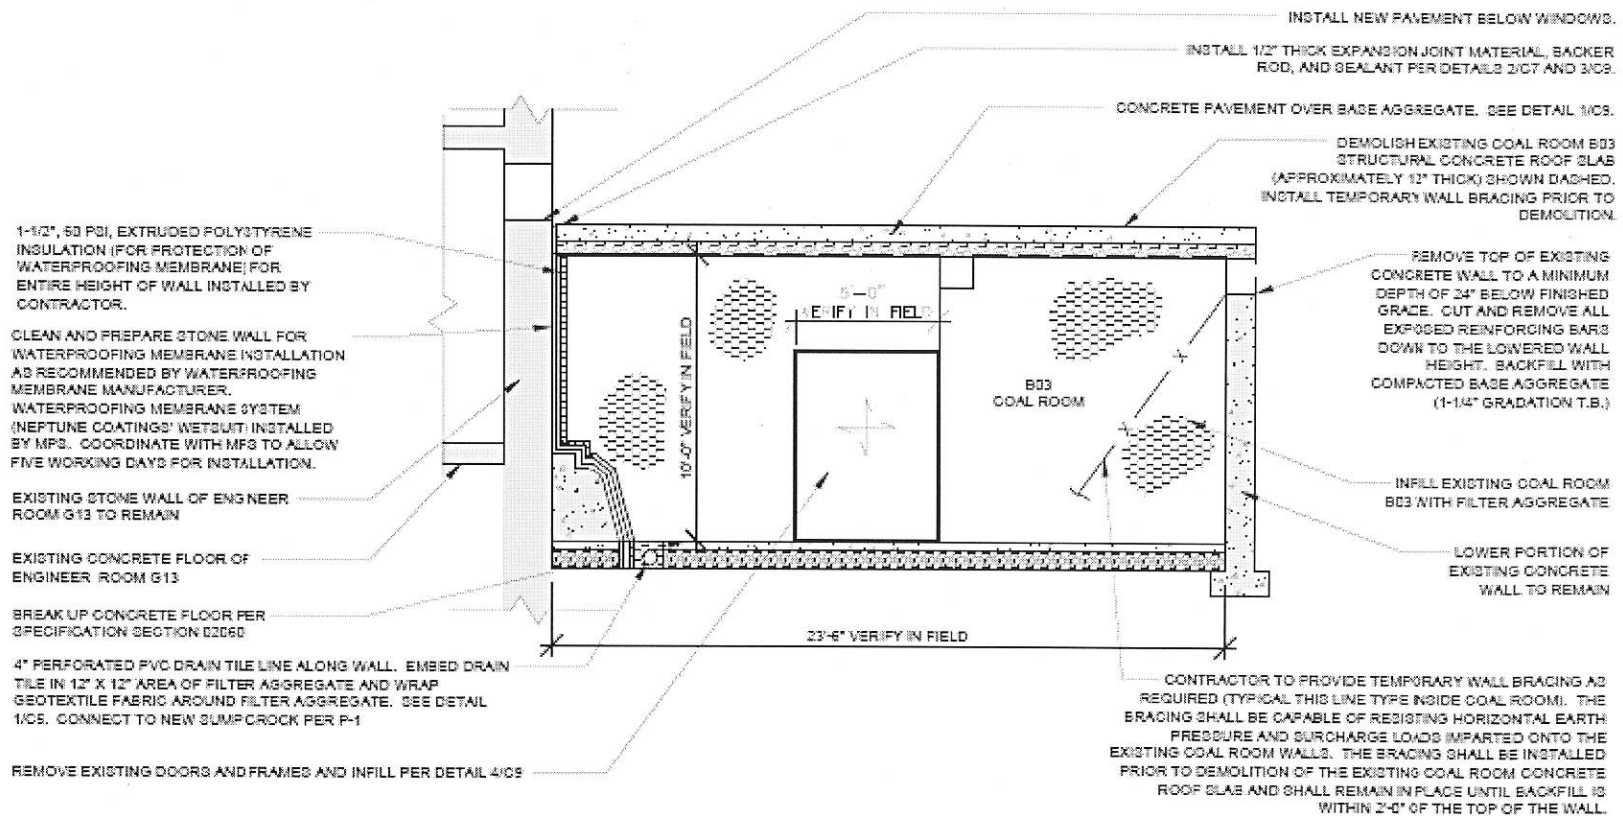 INSTALL NEW PAVEMENT BELOW WINDOWS.
INSTALL 1/2" THICK EXPANSION JOINT MATERIAL, BACKER
ROD, AND SEALANT PER DETAILS 2/C7 AND 3/C9.
CONCRETE PAVEMENT OVER BASE AGGREGATE. SEE DETAIL 1/C9.
DEMOLISH EXISTING COAL ROOM B03
STRUCTURAL CONCRETE ROOF SLAB
(APPROXIMATELY 12" THICK) SHOWN DASHED.
INSTALL TEMPORARY WALL BRACING PRIOR TO
DEMOLITION.
1-1/2", 60 PSI, EXTRUDED POLYSTYRENE
INSULATION (FOR PROTECTION OF
WATERPROOFING MEMBRANE) FOR
ENTIRE HEIGHT OF WALL INSTALLED BY
CONTRACTOR.
CLEAN AND PREPARE STONE WALL FOR
WATERPROOFING MEMBRANE INSTALLATION
AS RECOMMENDED BY WATERPROOFING
MEMBRANE MANUFACTURER.
WATERPROOFING MEMBRANE SYSTEM
(NEPTUNE COATINGS' WETSUIT) INSTALLED
BY MPS. COORDINATE WITH MPS TO ALLOW
FIVE WORKING DAYS FOR INSTALLATION.
EXISTING STONE WALL OF ENGINEER
ROOM G13 TO REMAIN
EXISTING CONCRETE FLOOR OF
ENGINEER ROOM G13
BREAK UP CONCRETE FLOOR PER
SPECIFICATION SECTION 02060
4" PERFORATED PVC DRAIN TILE LINE ALONG WALL. EMBED DRAIN
TILE IN 12" X 12" AREA OF FILTER AGGREGATE AND WRAP
GEOTEXTILE FABRIC AROUND FILTER AGGREGATE. SEE DETAIL
1/C5. CONNECT TO NEW SUMP CROCK PER P-1
REMOVE EXISTING DOORS AND FRAMES AND INFILL PER DETAIL 4/C9
10'-0" VERIFY IN FIELD
5'-0"
VERIFY IN FIELD
B03
COAL ROOM
23'-6" VERIFY IN FIELD
REMOVE TOP OF EXISTING
CONCRETE WALL TO A MINIMUM
DEPTH OF 24" BELOW FINISHED
GRADE. CUT AND REMOVE ALL
EXPOSED REINFORCING BARS
DOWN TO THE LOWERED WALL
HEIGHT. BACKFILL WITH
COMPACTED BASE AGGREGATE
(1-1/4" GRADATION T.B.)
INFILL EXISTING COAL ROOM
B03 WITH FILTER AGGREGATE
LOWER PORTION OF
EXISTING CONCRETE
WALL TO REMAIN
CONTRACTOR TO PROVIDE TEMPORARY WALL BRACING AS
REQUIRED (TYPICAL THIS LINE TYPE INSIDE COAL ROOM). THE
BRACING SHALL BE CAPABLE OF RESISTING HORIZONTAL EARTH
PRESSURE AND SURCHARGE LOADS IMPARTED ONTO THE
EXISTING COAL ROOM WALLS. THE BRACING SHALL BE INSTALLED
PRIOR TO DEMOLITION OF THE EXISTING COAL ROOM CONCRETE
ROOF SLAB AND SHALL REMAIN IN PLACE UNTIL BACKFILL IS
WITHIN 2'-0" OF THE TOP OF THE WALL.